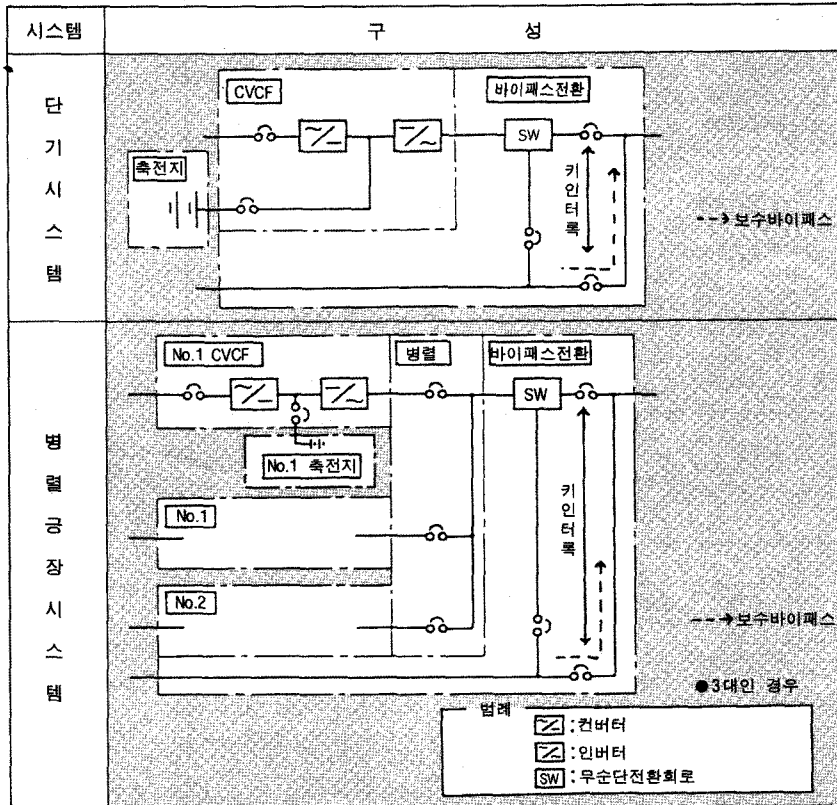 시스템
구 성
단기시스템
CVCF
바이패스전환
SW
축전지
키인터록
보수바이패스
병렬긍장시스템
No.1 CVCF
병렬
바이패스전환
SW
No.1 축전지
No.1
키인터록
No.2
보수바이패스
●3대인 경우
범례
:컨버터
:인버터
SW :무순단전환회로